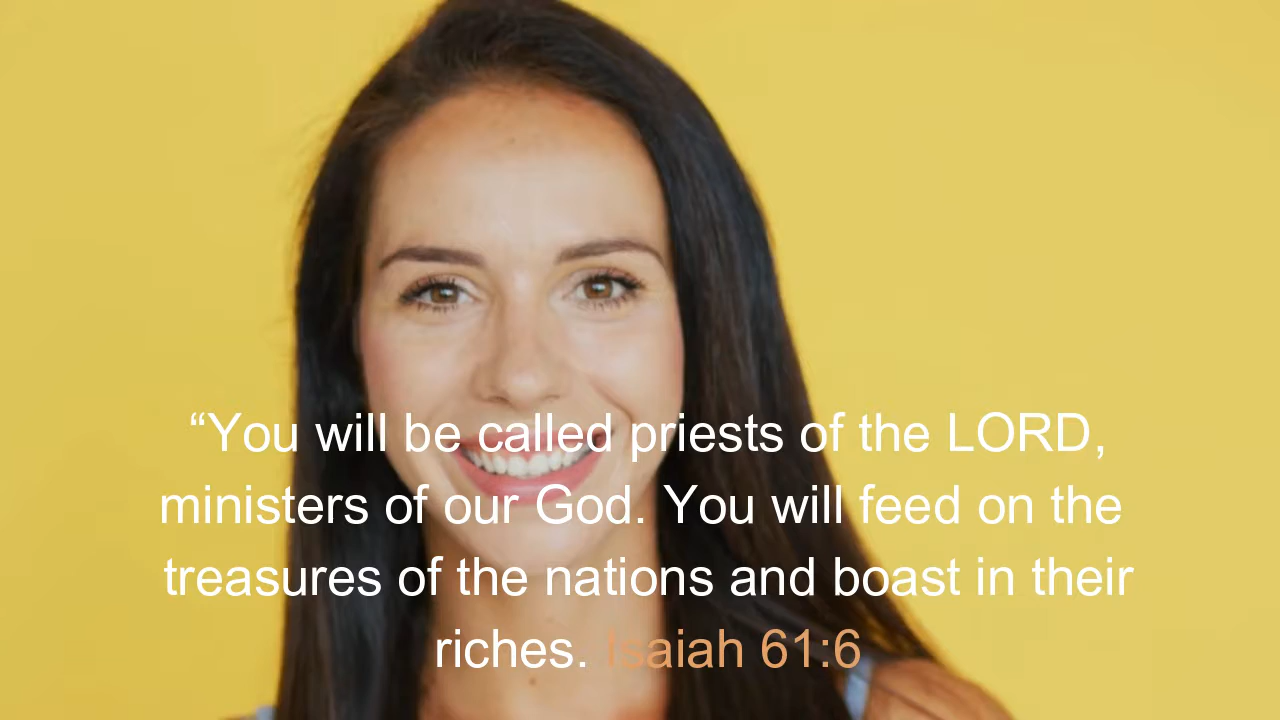 “You will be called priests of the LORD,
ministers of our God. You will feed on the
treasures of the nations and boast in their
riches. Isaiah 61:6